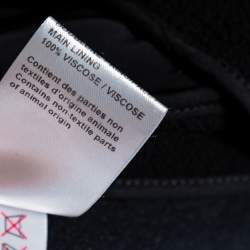 MAIN LINING
100% VISCOSE / VISCOSE
Contient des parties non
textiles d'origine animale
Contains non-textile parts
of animal origin